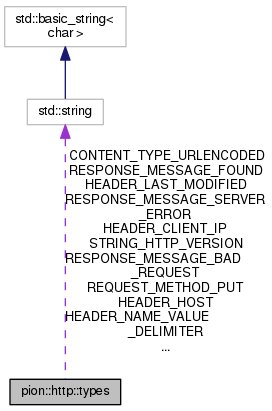 std::basic_string<
char >
std::string
CONTENT_TYPE_URLENCODED
RESPONSE_MESSAGE_FOUND
HEADER_LAST_MODIFIED
RESPONSE_MESSAGE_SERVER
_ERROR
HEADER_CLIENT_IP
STRING_HTTP_VERSION
RESPONSE_MESSAGE_BAD
_REQUEST
REQUEST_METHOD_PUT
HEADER_HOST
HEADER_NAME_VALUE
_DELIMITER
...
pion::http::types